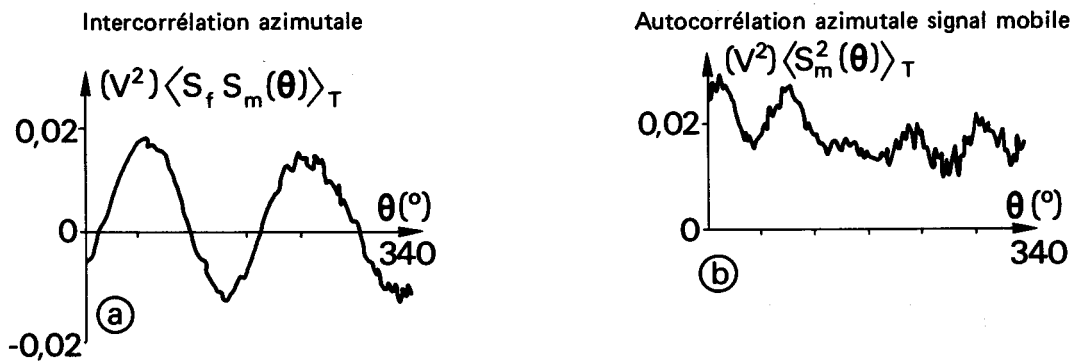 Intercorrélation azimutale
(V²) ⟨S_f S_m(θ)⟩_T
0,02
0
-0,02
θ(°)
340
a
Autocorrélation azimutale signal mobile
(V²) ⟨S_m²(θ)⟩_T
0,02
0
θ(°)
340
b